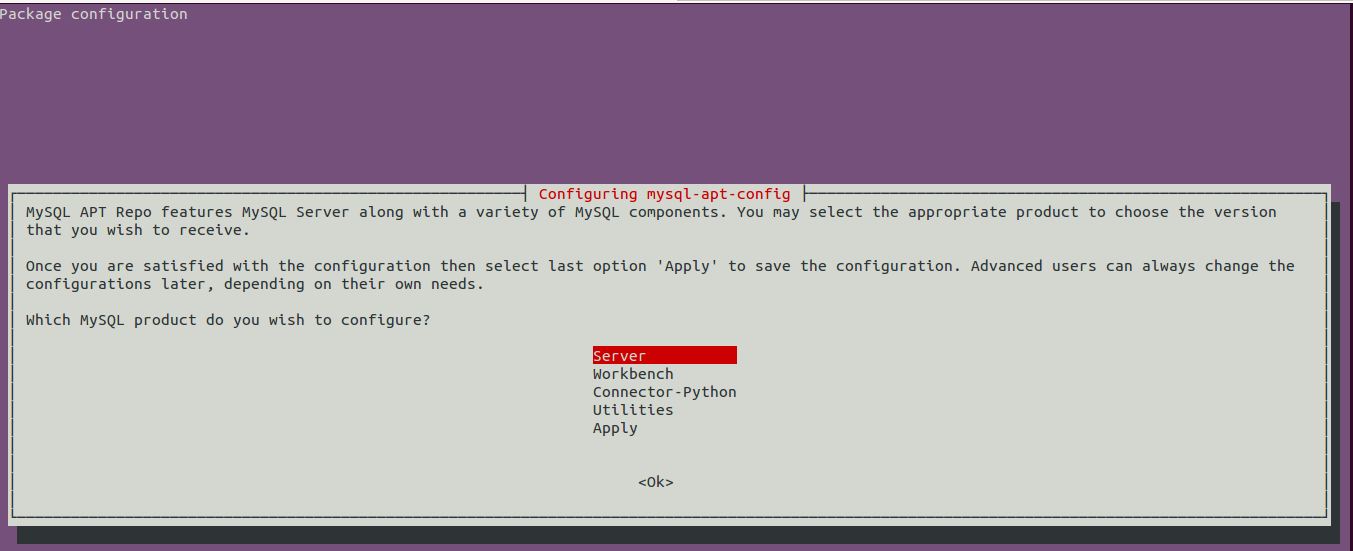 Package configuration
Configuring mysql-apt-config
MySQL APT Repo features MySQL Server along with a variety of MySQL components. You may select the appropriate product to choose the version
that you wish to receive.
Once you are satisfied with the configuration then select last option 'Apply' to save the configuration. Advanced users can always change the
configurations later, depending on their own needs.
Which MySQL product do you wish to configure?
Server
Workbench
Connector-Python
Utilities
Apply
<Ok>